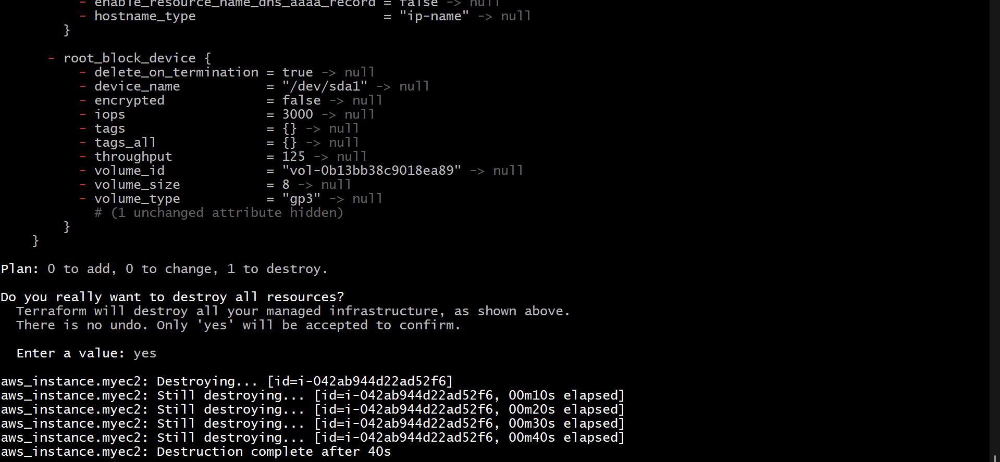 - enable_resource_name_dns_aaaa_record = false -> null
- hostname_type = "ip-name" -> null
}
- root_block_device {
- delete_on_termination = true -> null
- device_name = "/dev/sda1" -> null
- encrypted = false -> null
- iops = 3000 -> null
- tags = {} -> null
- tags_all = {} -> null
- throughput = 125 -> null
- volume_id = "vol-0b13bb38c9018ea89" -> null
- volume_size = 8 -> null
- volume_type = "gp3" -> null
# (1 unchanged attribute hidden)
}
}
Plan: 0 to add, 0 to change, 1 to destroy.
Do you really want to destroy all resources?
Terraform will destroy all your managed infrastructure, as shown above.
There is no undo. Only 'yes' will be accepted to confirm.
Enter a value: yes
aws_instance.myec2: Destroying... [id=i-042ab944d22ad52f6]
aws_instance.myec2: Still destroying... [id=i-042ab944d22ad52f6, 00m10s elapsed]
aws_instance.myec2: Still destroying... [id=i-042ab944d22ad52f6, 00m20s elapsed]
aws_instance.myec2: Still destroying... [id=i-042ab944d22ad52f6, 00m30s elapsed]
aws_instance.myec2: Still destroying... [id=i-042ab944d22ad52f6, 00m40s elapsed]
aws_instance.myec2: Destruction complete after 40s